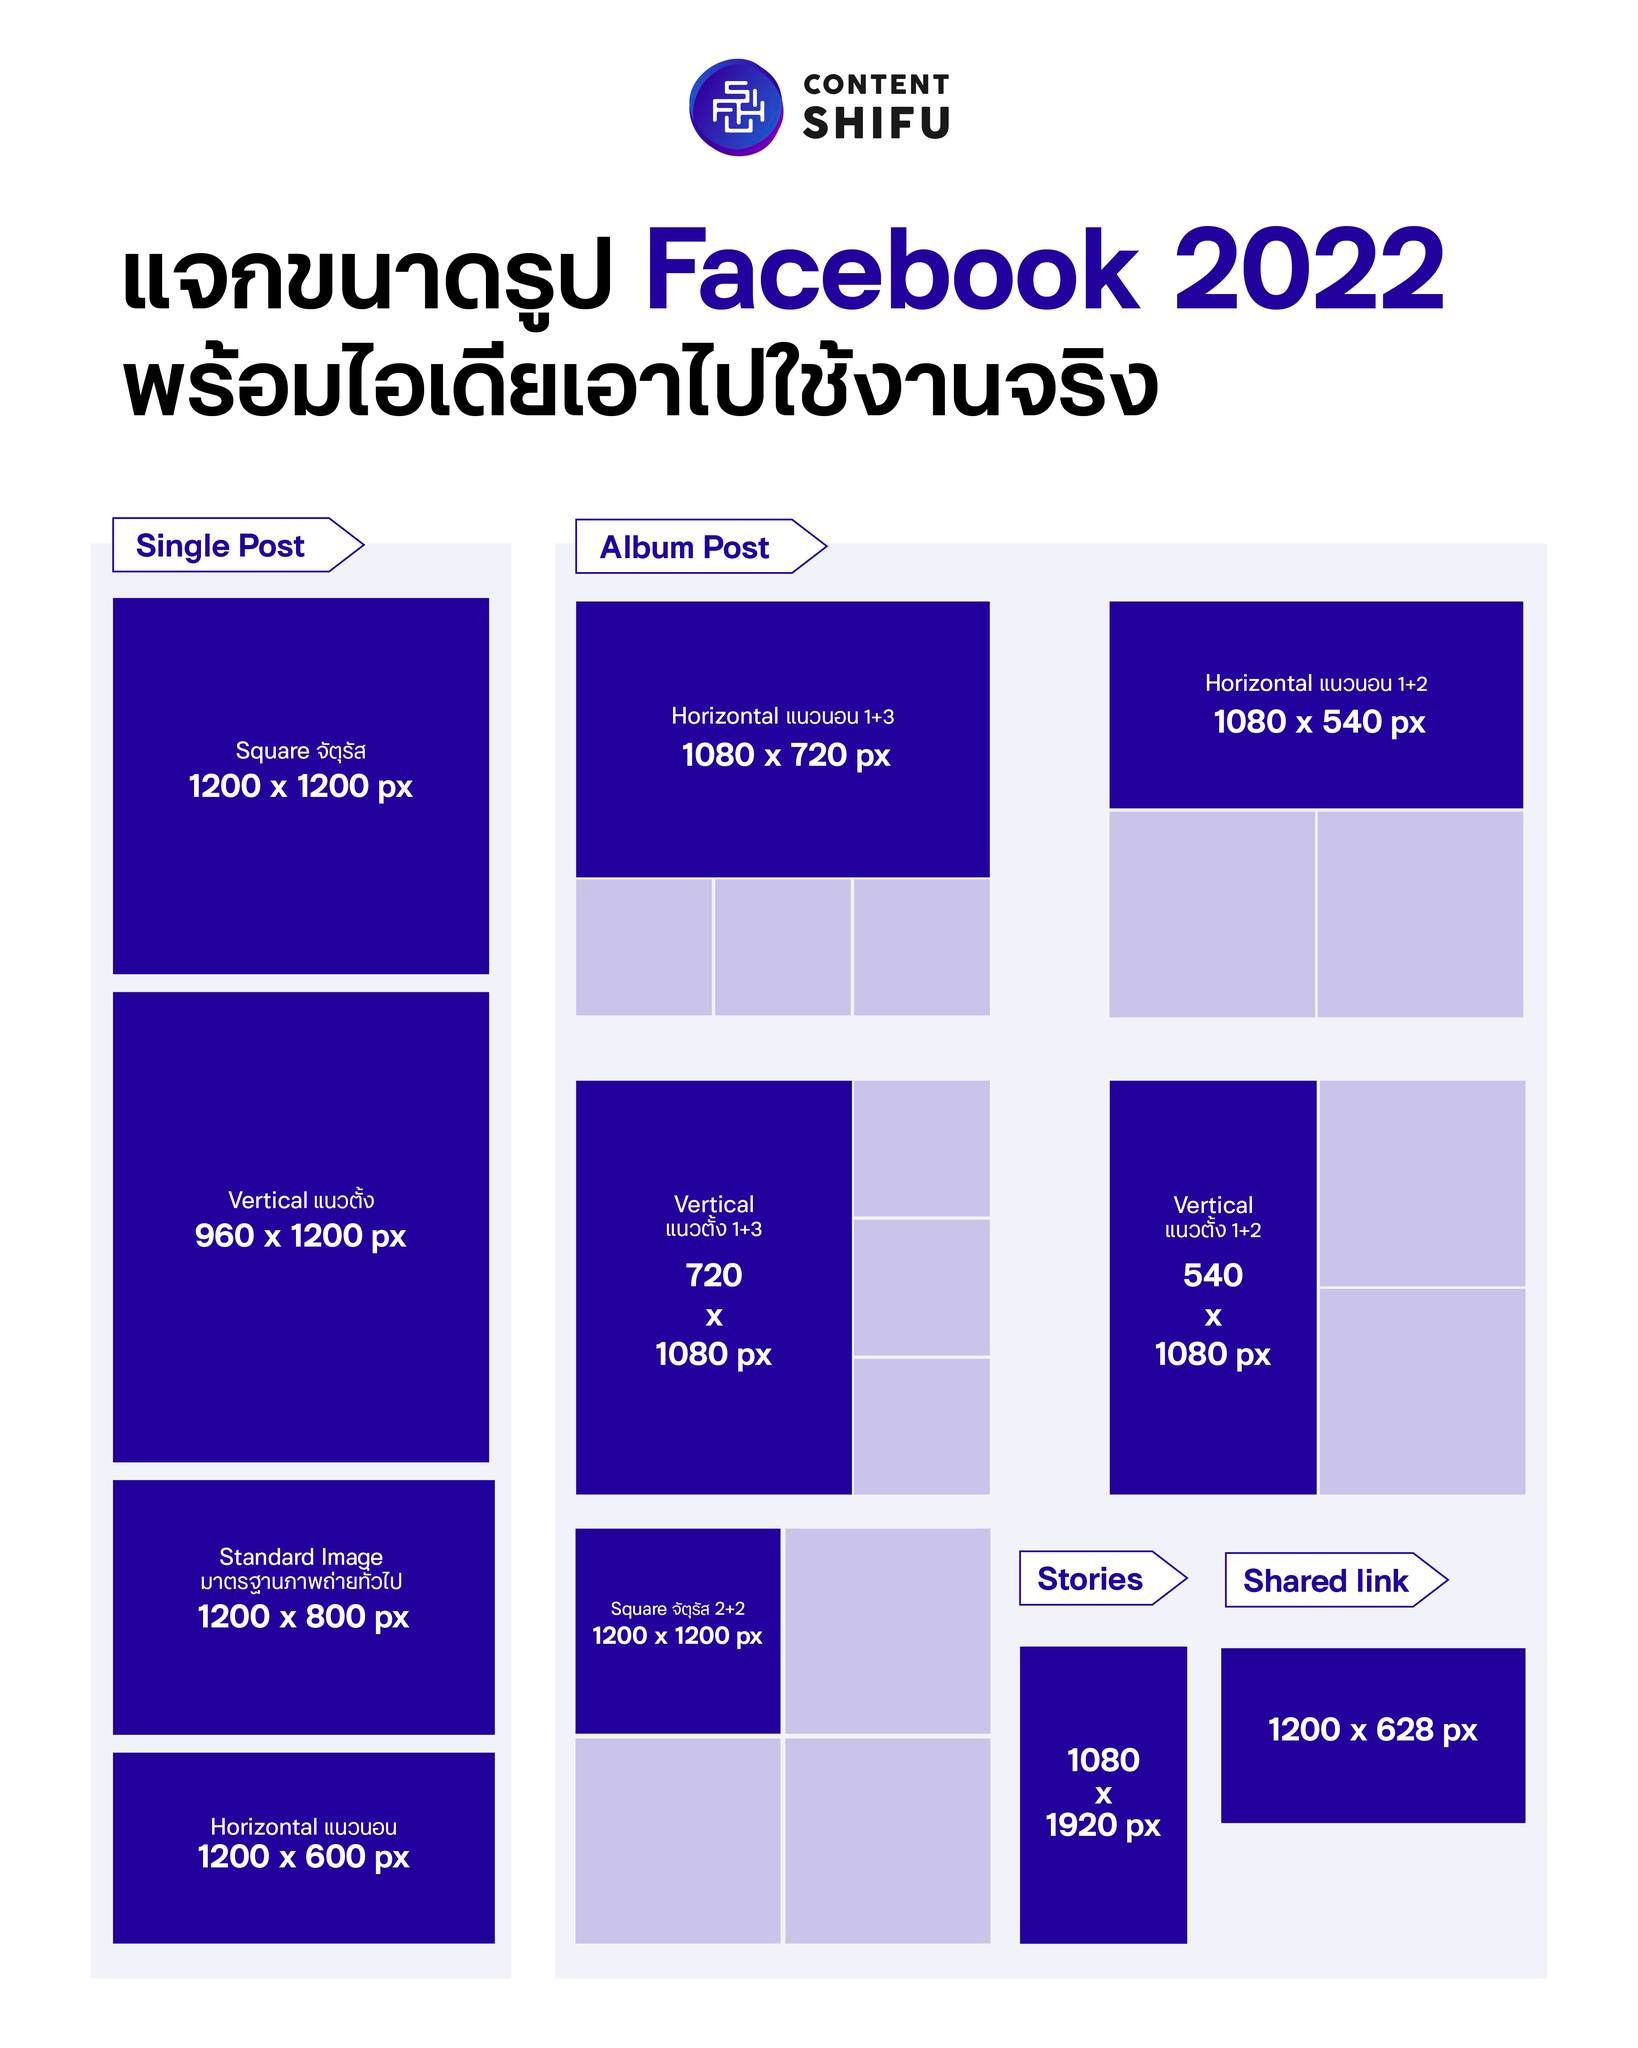 CONTENT
SHIFU
แจกขนาดรูป Facebook 2022
พร้อมไอเดียเอาไปใช้งานจริง
Single Post
Square จัตุรัส
1200 x 1200 px
Vertical แนวตั้ง
960 x 1200 px
Standard Image
มาตรฐานภาพถ่ายทั่วไป
1200 x 800 px
Horizontal แนวนอน
1200 x 600 px
Album Post
Horizontal แนวนอน 1+3
1080 x 720 px
Horizontal แนวนอน 1+2
1080 x 540 px
Vertical
แนวตั้ง 1+3
720
x
1080 px
Vertical
แนวตั้ง 1+2
540
x
1080 px
Square จัตุรัส 2+2
1200 x 1200 px
Stories
1080
x
1920 px
Shared link
1200 x 628 px